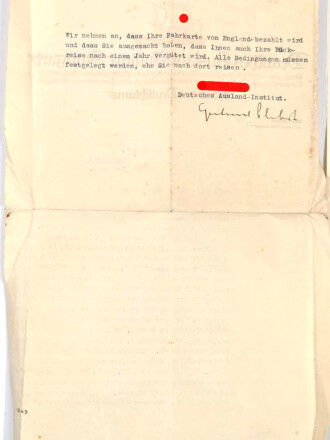 Wir nehmen an, dass Ihre Fahrkarte von England bezahlt wird
und dass Sie ausgemacht haben, dass Ihnen auch Ihre Rück-
reise nach einem Jahr vergütet wird. Alle Bedingungen müssen
festgelegt werden, ehe Sie nach dort reisen.
Deutsches Ausland-Institut.